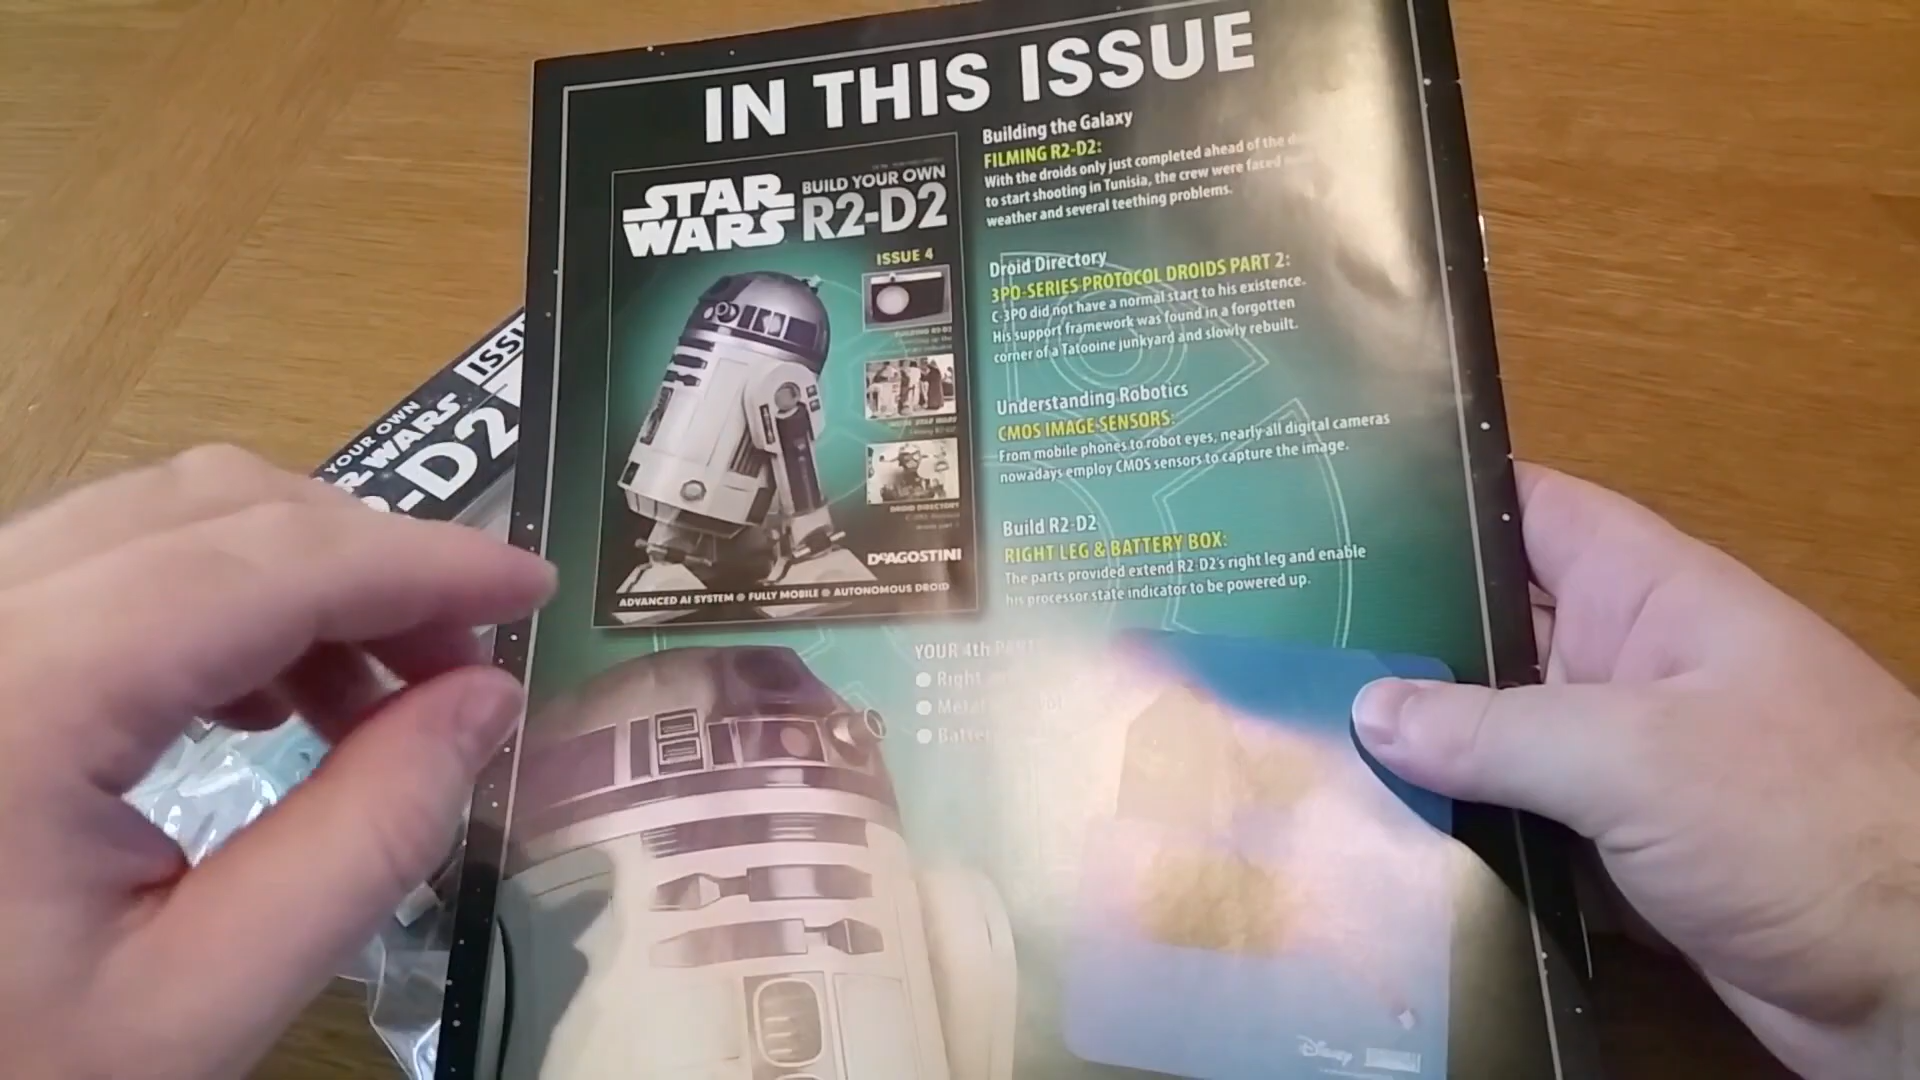 IN THIS ISSUE
STAR WARS
BUILD YOUR OWN
R2-D2
ISSUE 4
DROID DIRECTORY
DeAGOSTINI
ADVANCED AI SYSTEM FULLY MOBILE AUTONOMOUS DROID
Building the Galaxy
FILMING R2-D2:
With the droids only just completed ahead of the
to start shooting in Tunisia, the crew were faced
weather and several teething problems.
Droid Directory
3PO-SERIES PROTOCOL DROIDS PART 2:
C-3PO did not have a normal start to his existence.
His support framework was found in a forgotten
corner of a Tatooine junkyard and slowly rebuilt.
Understanding Robotics
CMOS IMAGE SENSORS:
From mobile phones to robot eyes, nearly all digital cameras
nowadays employ CMOS sensors to capture the image.
Build R2-D2
RIGHT LEG & BATTERY BOX:
The parts provided extend R2-D2's right leg and enable
his processor state indicator to be powered up.
YOUR 4th
Right
Metal
YOUR OWN
WARS
-D2
Disney